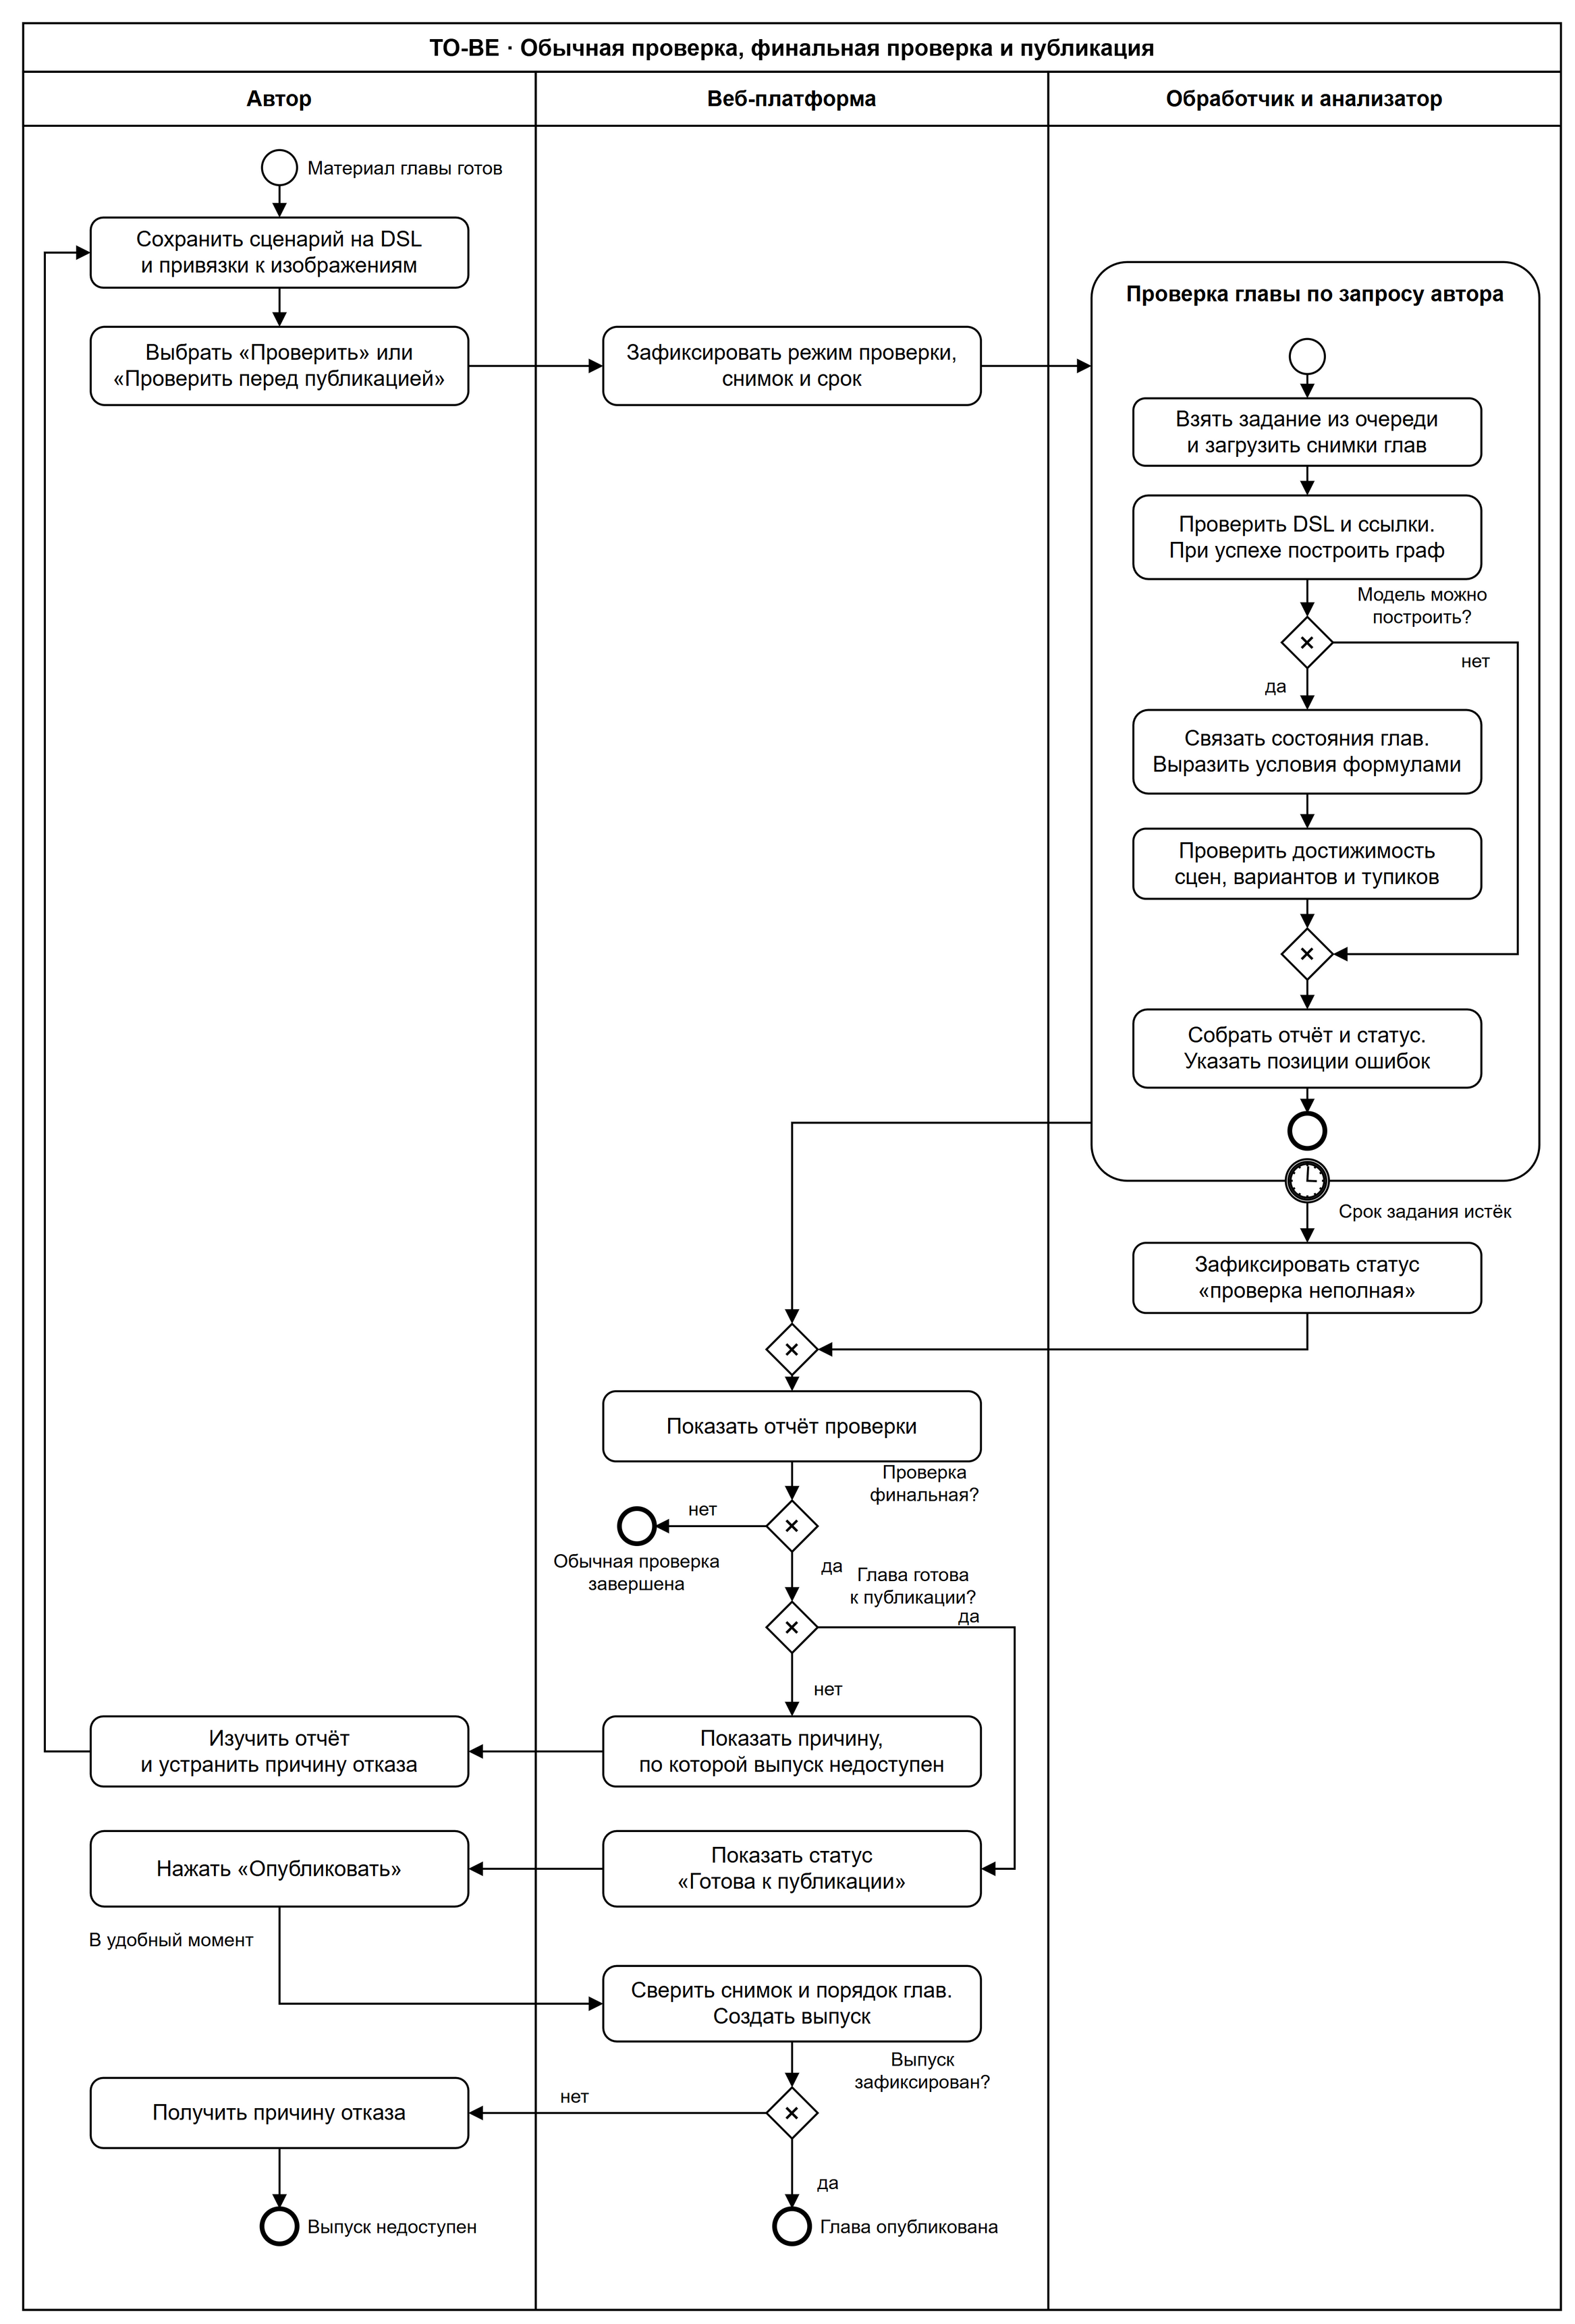 TO-BE · Обычная проверка, финальная проверка и публикация
Автор
Веб-платформа
Обработчик и анализатор
Материал главы готов
Сохранить сценарий на DSL
и привязки к изображениям
Выбрать «Проверить» или
«Проверить перед публикацией»
Зафиксировать режим проверки,
снимок и срок
Проверка главы по запросу автора
Взять задание из очереди
и загрузить снимки глав
Проверить DSL и ссылки.
При успехе построить граф
Модель можно
построить?
нет
да
Связать состояния глав.
Выразить условия формулами
Проверить достижимость
сцен, вариантов и тупиков
Собрать отчёт и статус.
Указать позиции ошибок
Срок задания истёк
Зафиксировать статус
«проверка неполная»
Показать отчёт проверки
Проверка
финальная?
нет
Обычная проверка
завершена
да
Глава готова
к публикации?
да
нет
Изучить отчёт
и устранить причину отказа
Показать причину,
по которой выпуск недоступен
Нажать «Опубликовать»
Показать статус
«Готова к публикации»
В удобный момент
Сверить снимок и порядок глав.
Создать выпуск
Выпуск
зафиксирован?
нет
Получить причину отказа
да
Выпуск недоступен
Глава опубликована